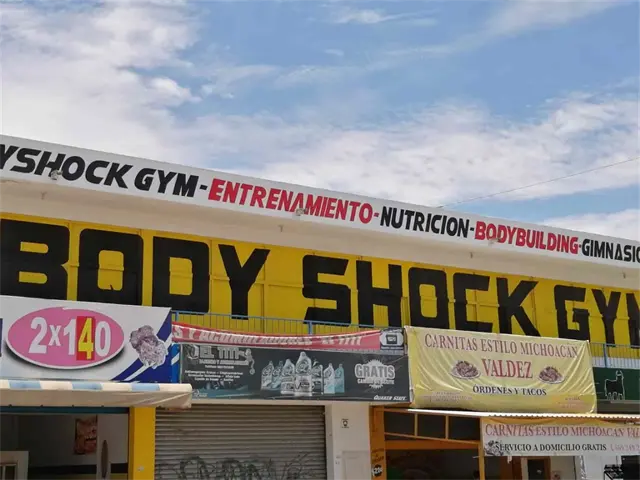 YSHOCK GYM-ENTRENAMIENTO-NUTRICION-BODYBUILDING-GIMNASIO
BODY SHOCK GYM
2x140
GRATIS
CARNITAS ESTILO MICHOACAN
VALDEZ
ORDENES Y TACOS
CARNITAS ESTILO MICHOACAN
SERVICIO A DOMICILIO GRATIS